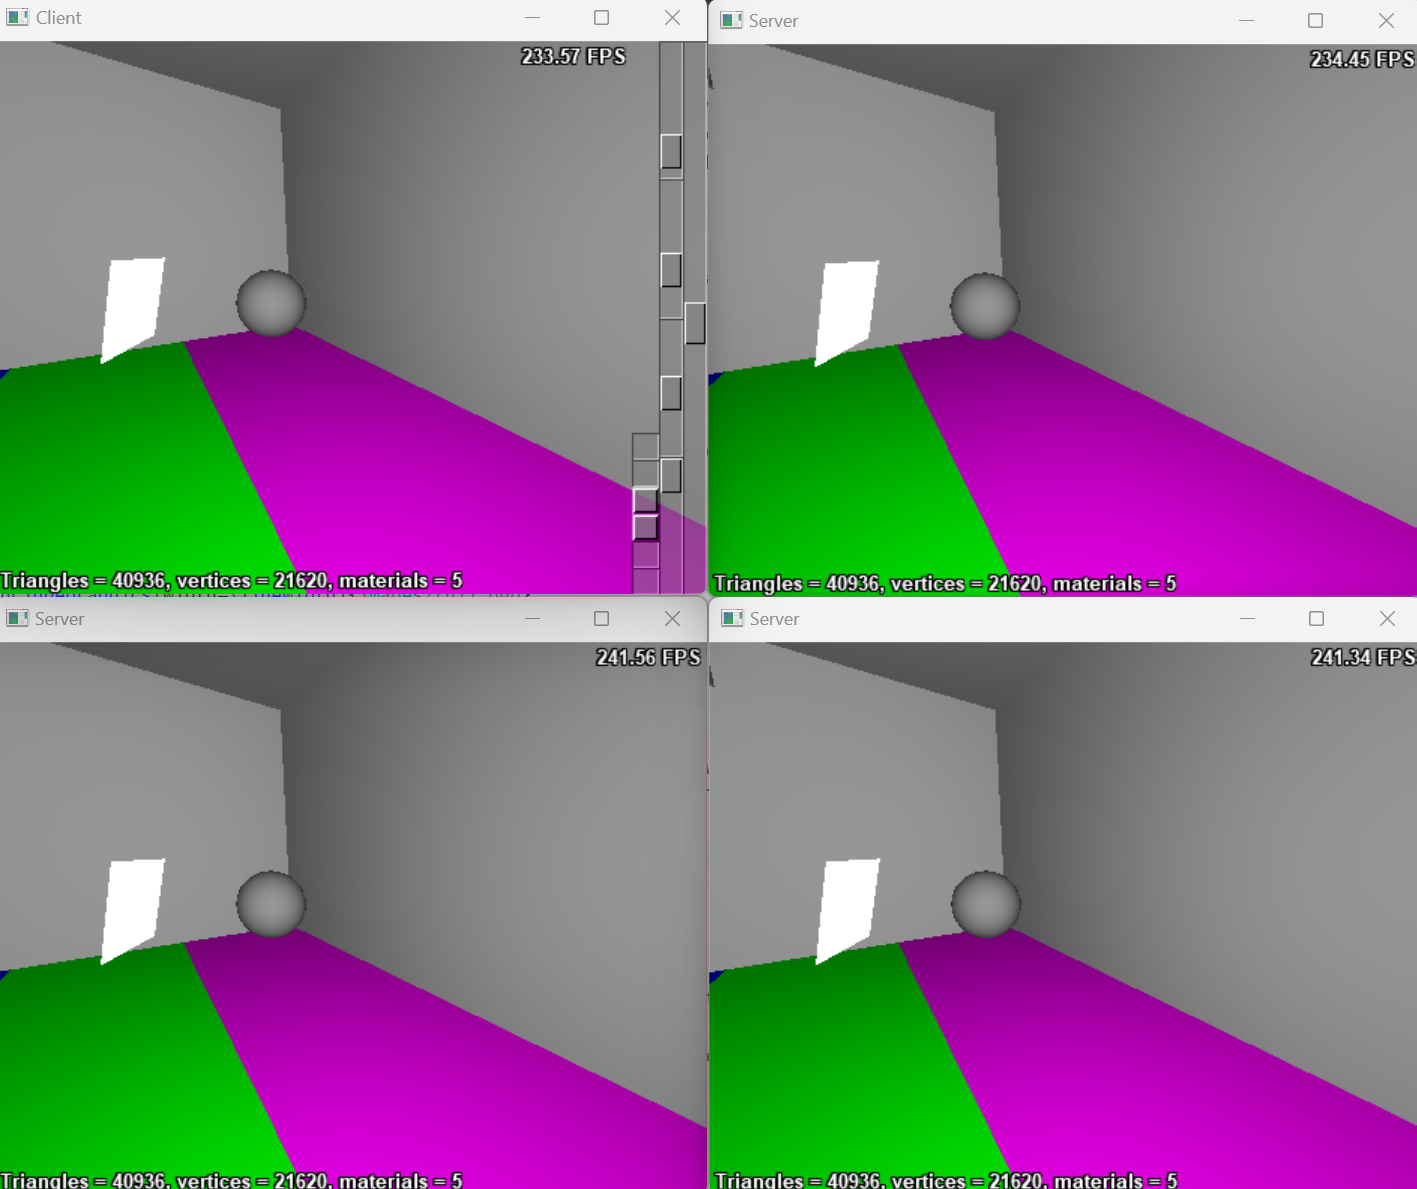 Client
233.57 FPS
Triangles = 40936, vertices = 21620, materials = 5
Server
234.45 FPS
Triangles = 40936, vertices = 21620, materials = 5
Server
241.56 FPS
Triangles = 40936, vertices = 21620, materials = 5
Server
241.34 FPS
Triangles = 40936, vertices = 21620, materials = 5